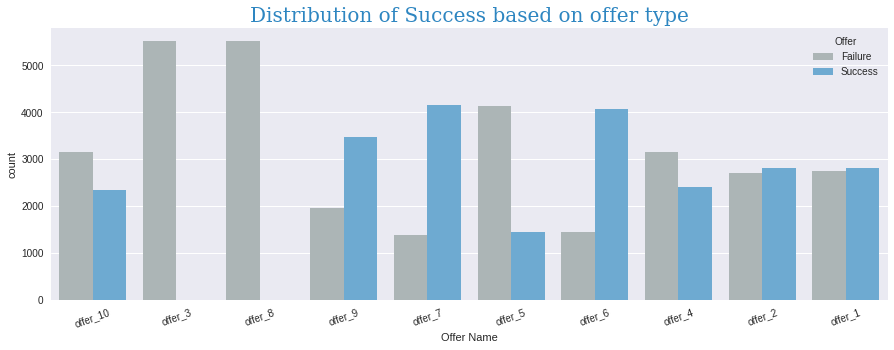 Distribution of Success based on offer type
Offer
Failure
Success
count
5000
4000
3000
2000
1000
0
offer_10 offer_3 offer_8 offer_9 offer_7 offer_5 offer_6 offer_4 offer_2 offer_1
Offer Name